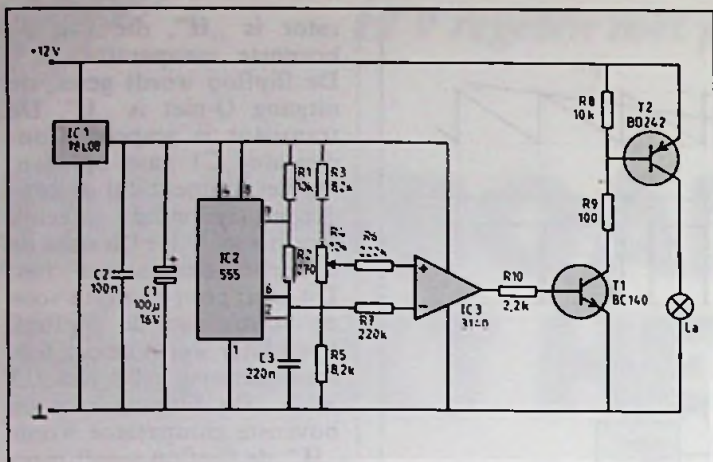 +12V
IC1
78L08
C2
100n
C1
100µ
16V
+
IC2
555
4
8
6
2
1
R1
10k
R3
8,2k
R2
270
R4
C3
220n
R5
8,2k
R6
R7
220k
+
−
IC3
3140
R10
2,2k
R8
10k
R9
100
T2
BD242
T1
BC140
La